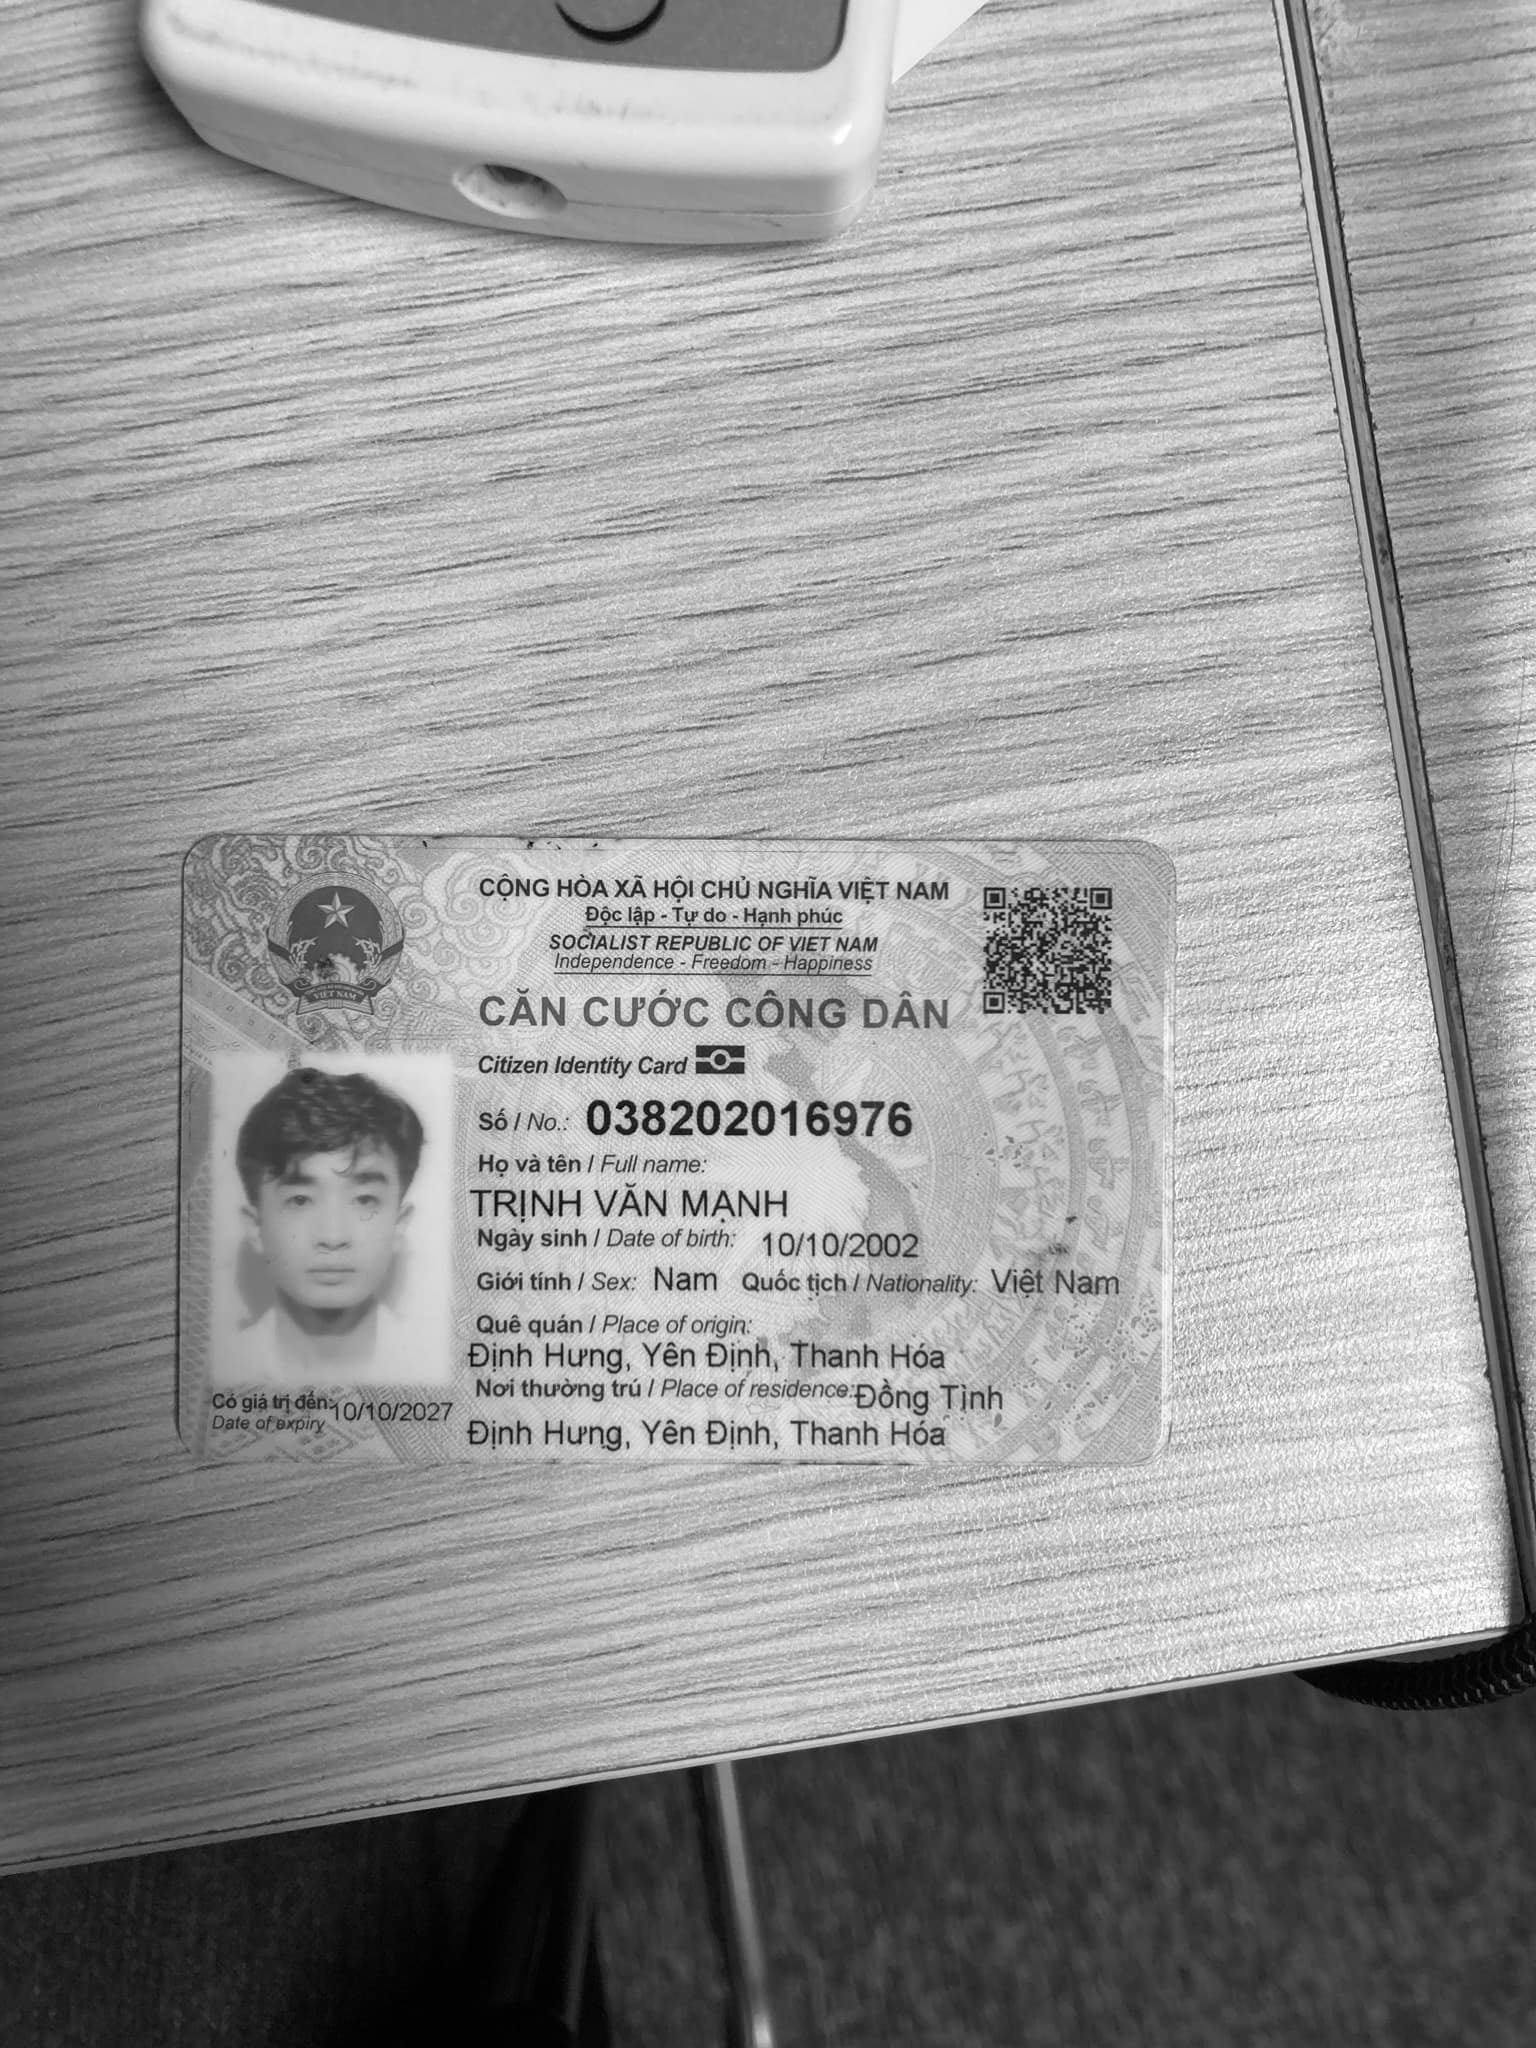 CỘNG HÒA XÃ HỘI CHỦ NGHĨA VIỆT NAM
Độc lập - Tự do - Hạnh phúc
SOCIALIST REPUBLIC OF VIET NAM
Independence - Freedom - Happiness
VIỆT NAM
CĂN CƯỚC CÔNG DÂN
Citizen Identity Card
Số / No.: 038202016976
Họ và tên / Full name:
TRỊNH VĂN MẠNH
Ngày sinh / Date of birth: 10/10/2002
Giới tính / Sex: Nam Quốc tịch / Nationality: Việt Nam
Quê quán / Place of origin:
Định Hưng, Yên Định, Thanh Hóa
Nơi thường trú / Place of residence: Đồng Tình
Định Hưng, Yên Định, Thanh Hóa
Có giá trị đến: 10/10/2027
Date of expiry